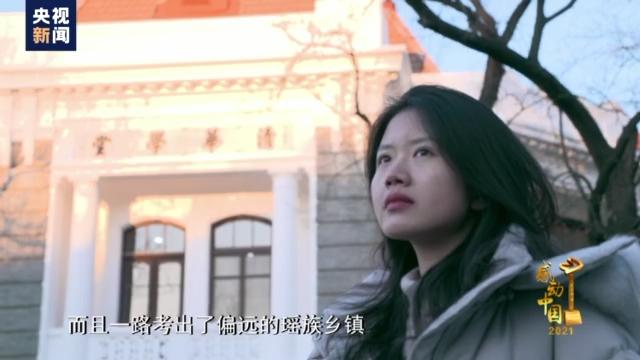 央视
新闻
堂學華清
感动
中国
2021
而且一路考出了偏远的瑶族乡镇